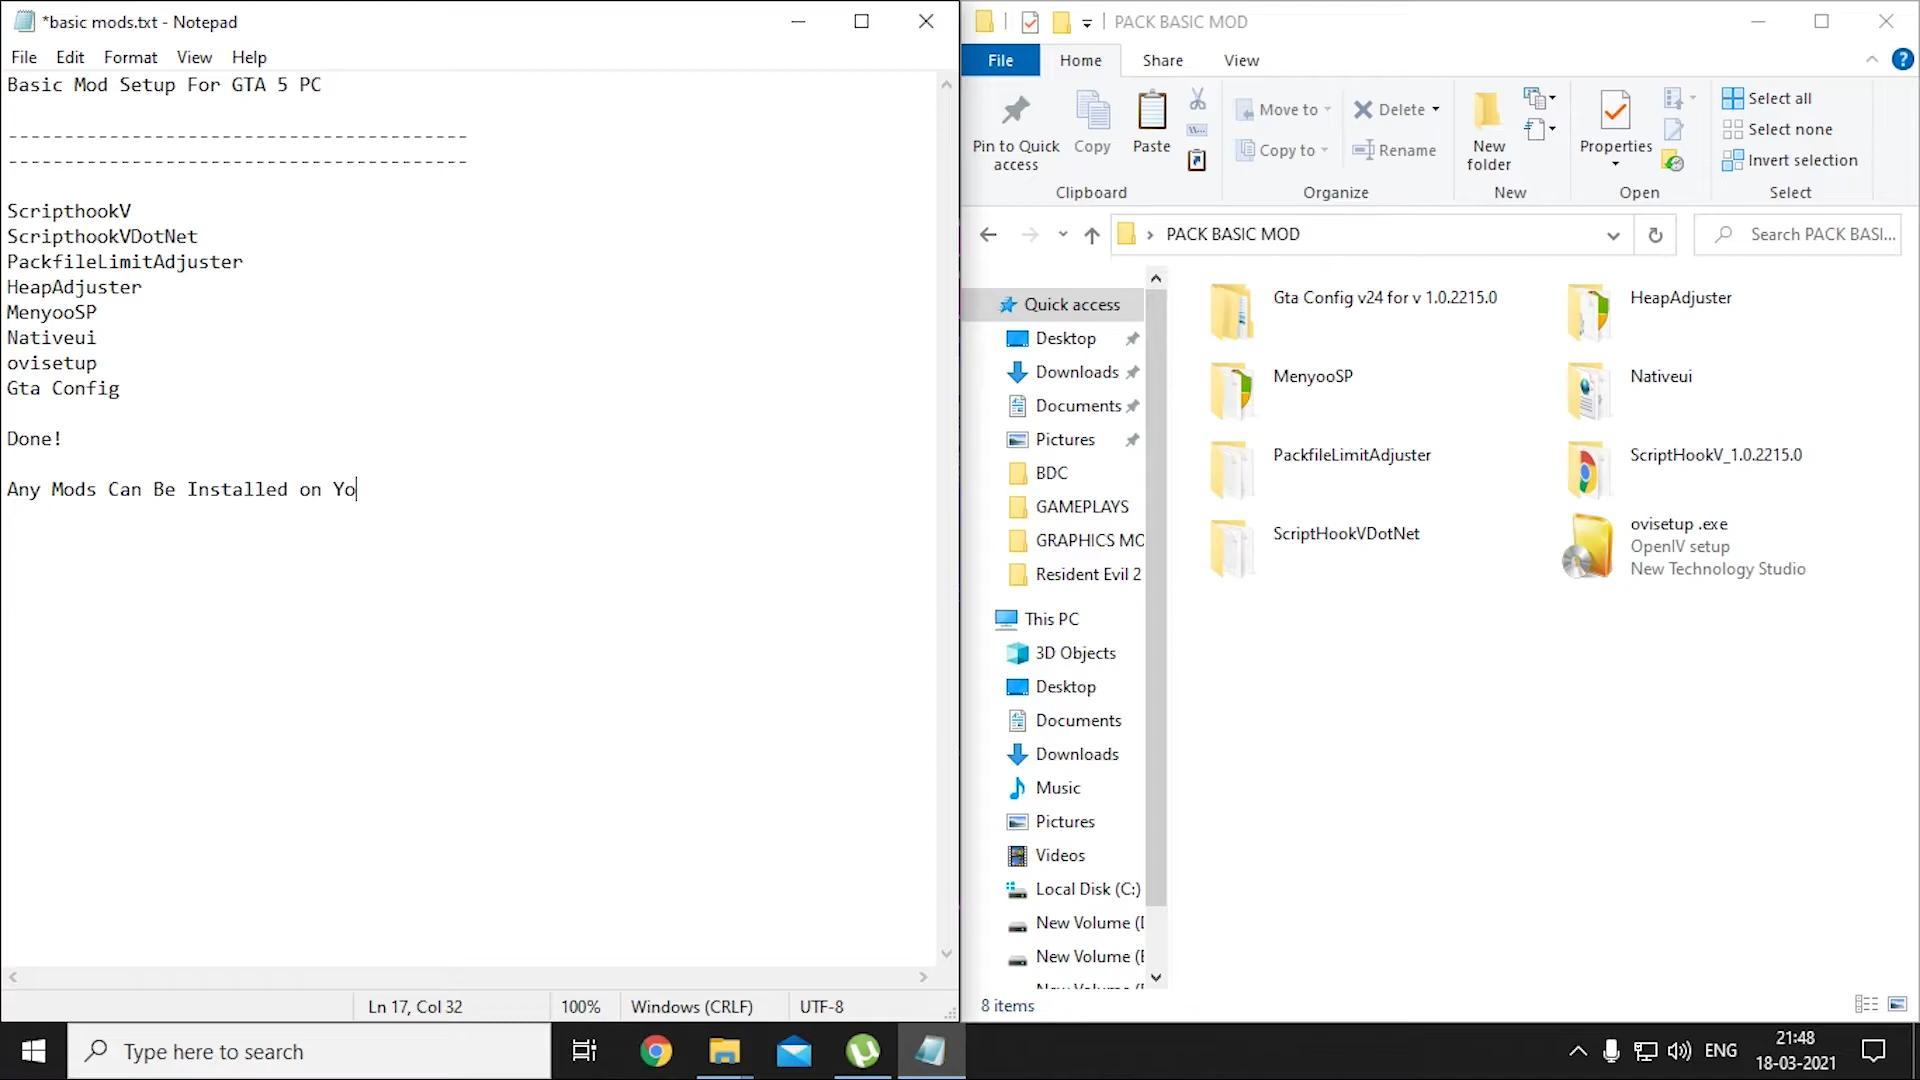 *basic mods.txt - Notepad
File Edit Format View Help
Basic Mod Setup For GTA 5 PC
-----------------------------------------
-----------------------------------------
ScripthookV
ScripthookVDotNet
PackfileLimitAdjuster
HeapAdjuster
MenyooSP
Nativeui
ovisetup
Gta Config
Done!
Any Mods Can Be Installed on Yo
Ln 17, Col 32
100%
Windows (CRLF)
UTF-8
PACK BASIC MOD
File Home Share View
Pin to Quick access
Copy
Paste
Clipboard
Move to
Copy to
Delete
Rename
Organize
New folder
New
Properties
Open
Select all
Select none
Invert selection
Select
PACK BASIC MOD
Search PACK BASI...
Quick access
Desktop
Downloads
Documents
Pictures
BDC
GAMEPLAYS
GRAPHICS MO
Resident Evil 2
This PC
3D Objects
Desktop
Documents
Downloads
Music
Pictures
Videos
Local Disk (C:)
New Volume (
New Volume (
Gta Config v24 for v 1.0.2215.0
HeapAdjuster
MenyooSP
Nativeui
PackfileLimitAdjuster
ScriptHookV_1.0.2215.0
ScriptHookVDotNet
ovisetup .exe
OpenIV setup
New Technology Studio
8 items
Type here to search
ENG
21:48
18-03-2021